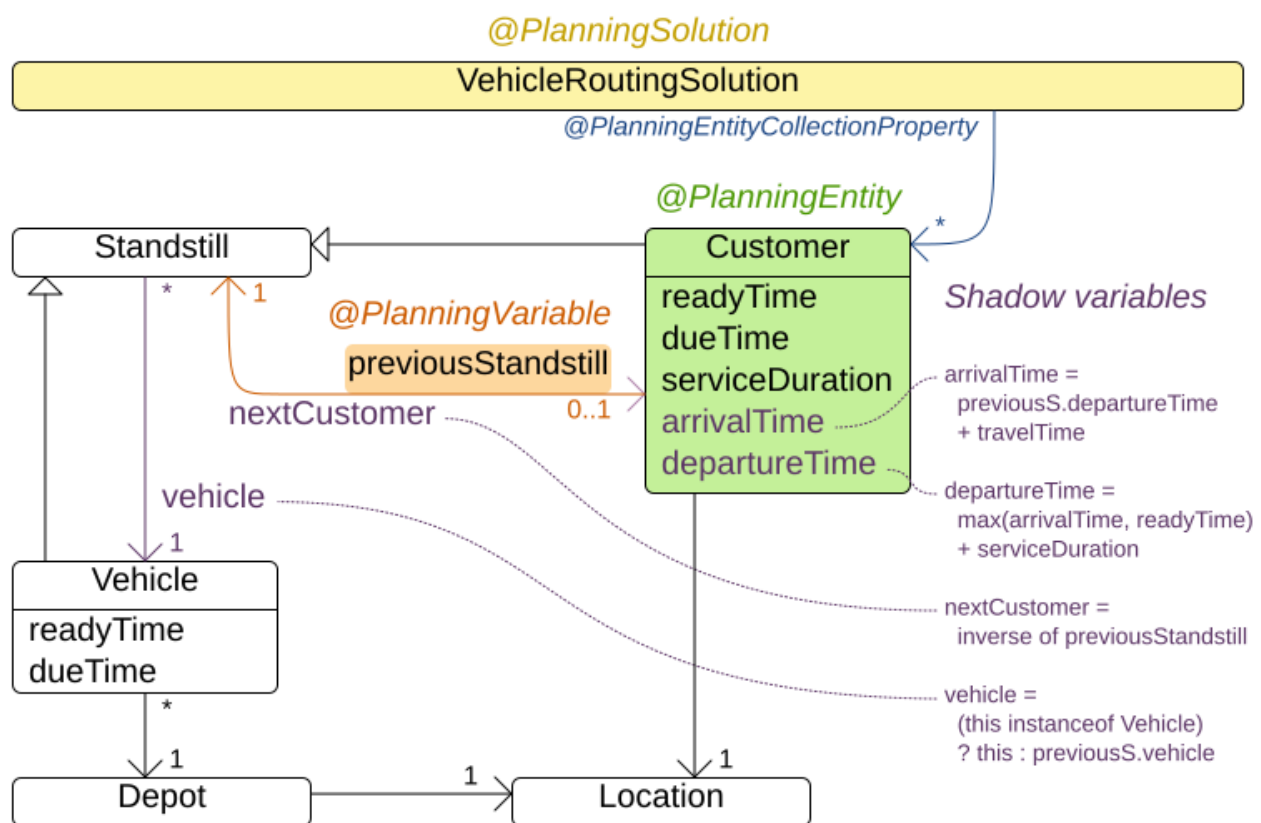 @PlanningSolution
VehicleRoutingSolution
@PlanningEntityCollectionProperty
@PlanningEntity
*
Standstill
Customer
*
1
@PlanningVariable
previousStandstill
0..1
nextCustomer
vehicle
1
readyTime
dueTime
serviceDuration
arrivalTime
departureTime
Shadow variables
arrivalTime =
previousS.departureTime
+ travelTime
departureTime =
max(arrivalTime, readyTime)
+ serviceDuration
nextCustomer =
inverse of previousStandstill
vehicle =
(this instanceof Vehicle)
? this : previousS.vehicle
Vehicle
readyTime
dueTime
*
1
1
1
Depot
Location